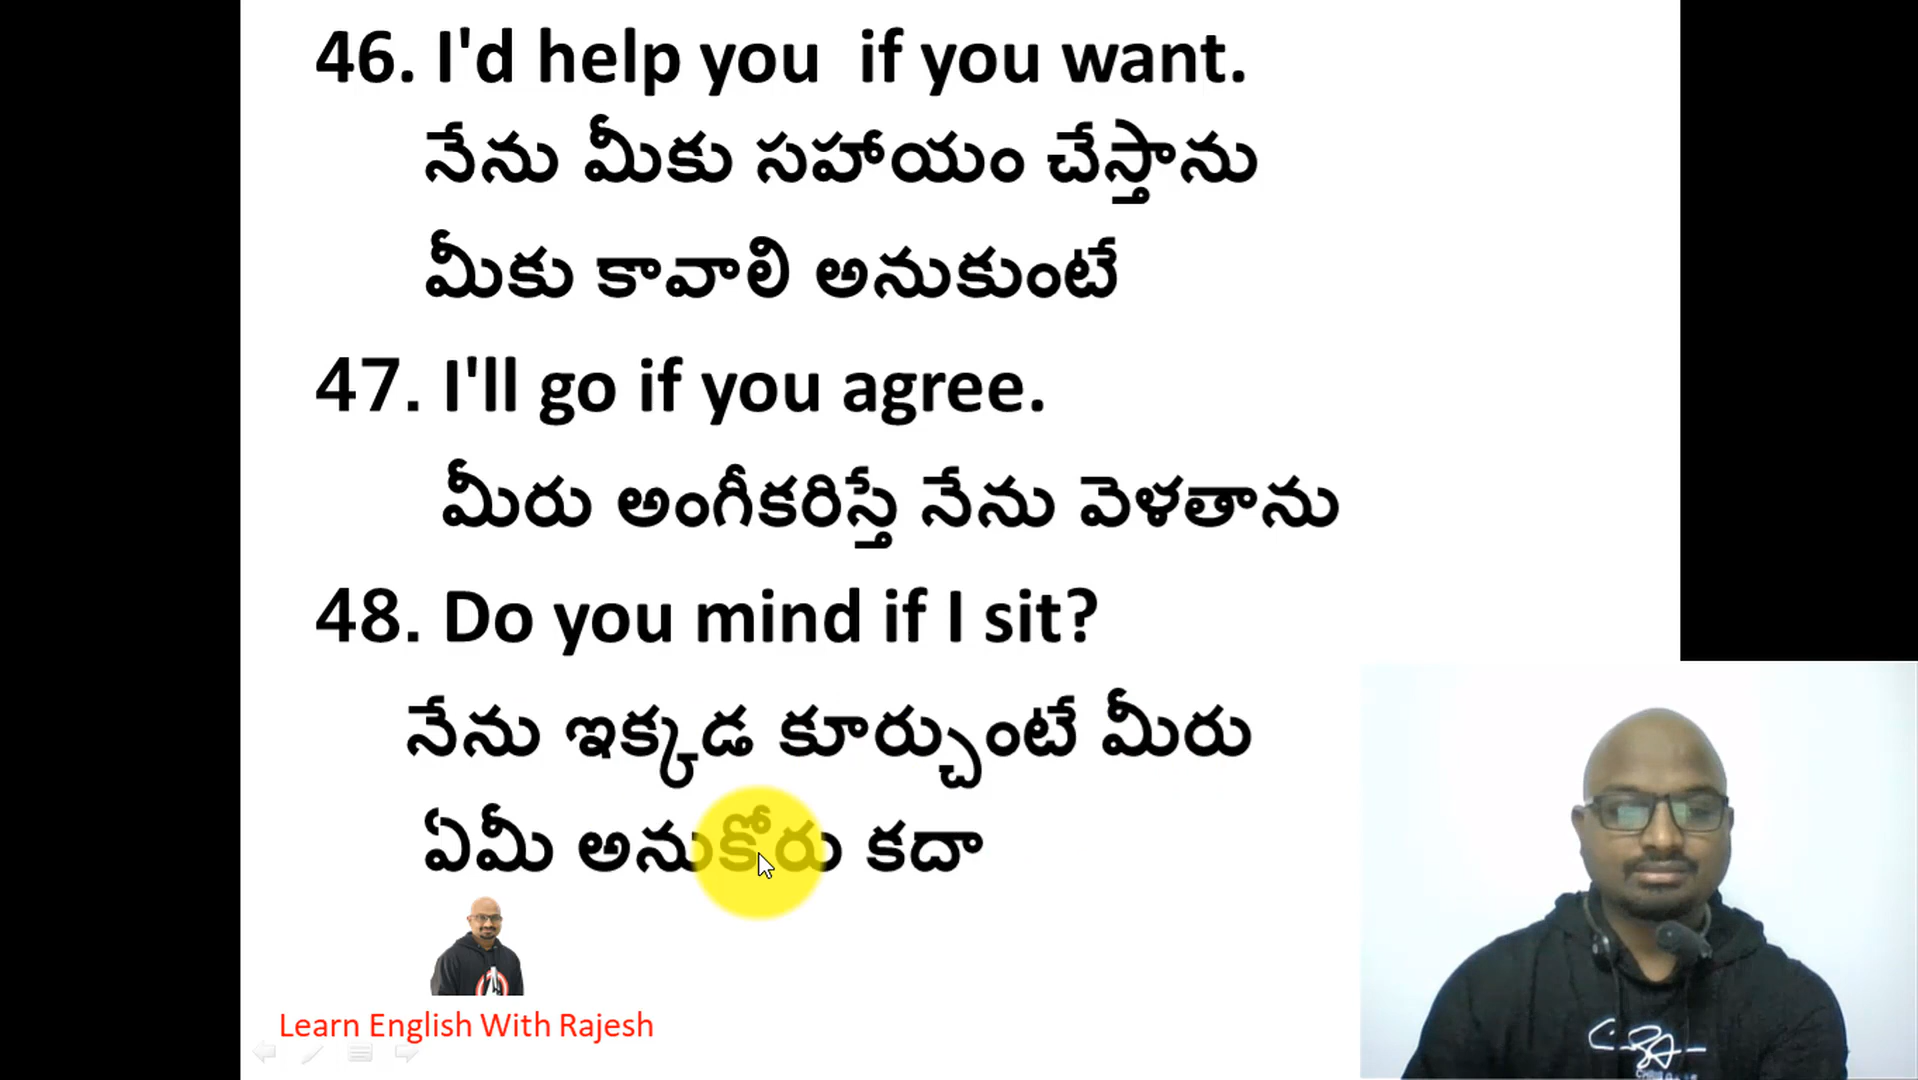 46. I'd help you  if you want.
నేను మీకు సహాయం చేస్తాను
మీకు కావాలి అనుకుంటే
47. I'll go if you agree.
మీరు అంగీకరిస్తే నేను వెళతాను
48. Do you mind if I sit?
నేను ఇక్కడ కూర్చుంటే మీరు
ఏమీ అనుకోరు కదా
Learn English With Rajesh